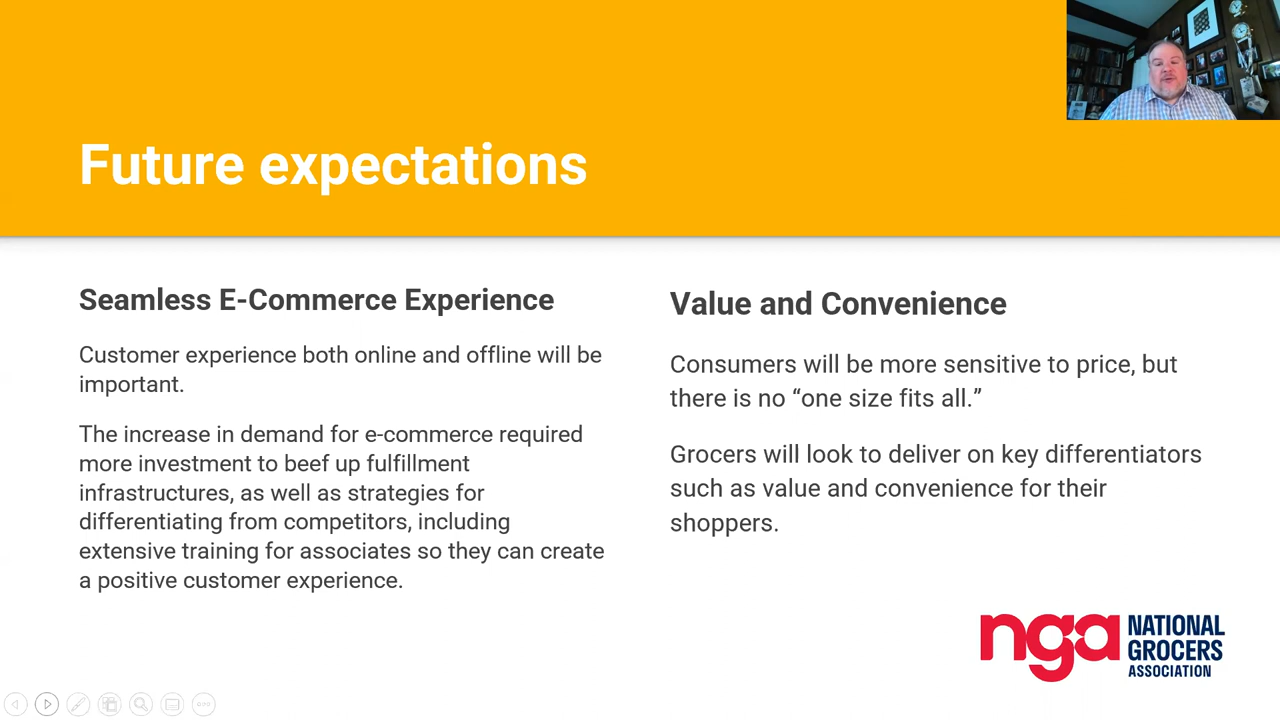 Future expectations
Seamless E-Commerce Experience
Customer experience both online and offline will be
important.
The increase in demand for e-commerce required
more investment to beef up fulfillment
infrastructures, as well as strategies for
differentiating from competitors, including
extensive training for associates so they can create
a positive customer experience.
Value and Convenience
Consumers will be more sensitive to price, but
there is no “one size fits all.”
Grocers will look to deliver on key differentiators
such as value and convenience for their
shoppers.
nga
NATIONAL
GROCERS
ASSOCIATION